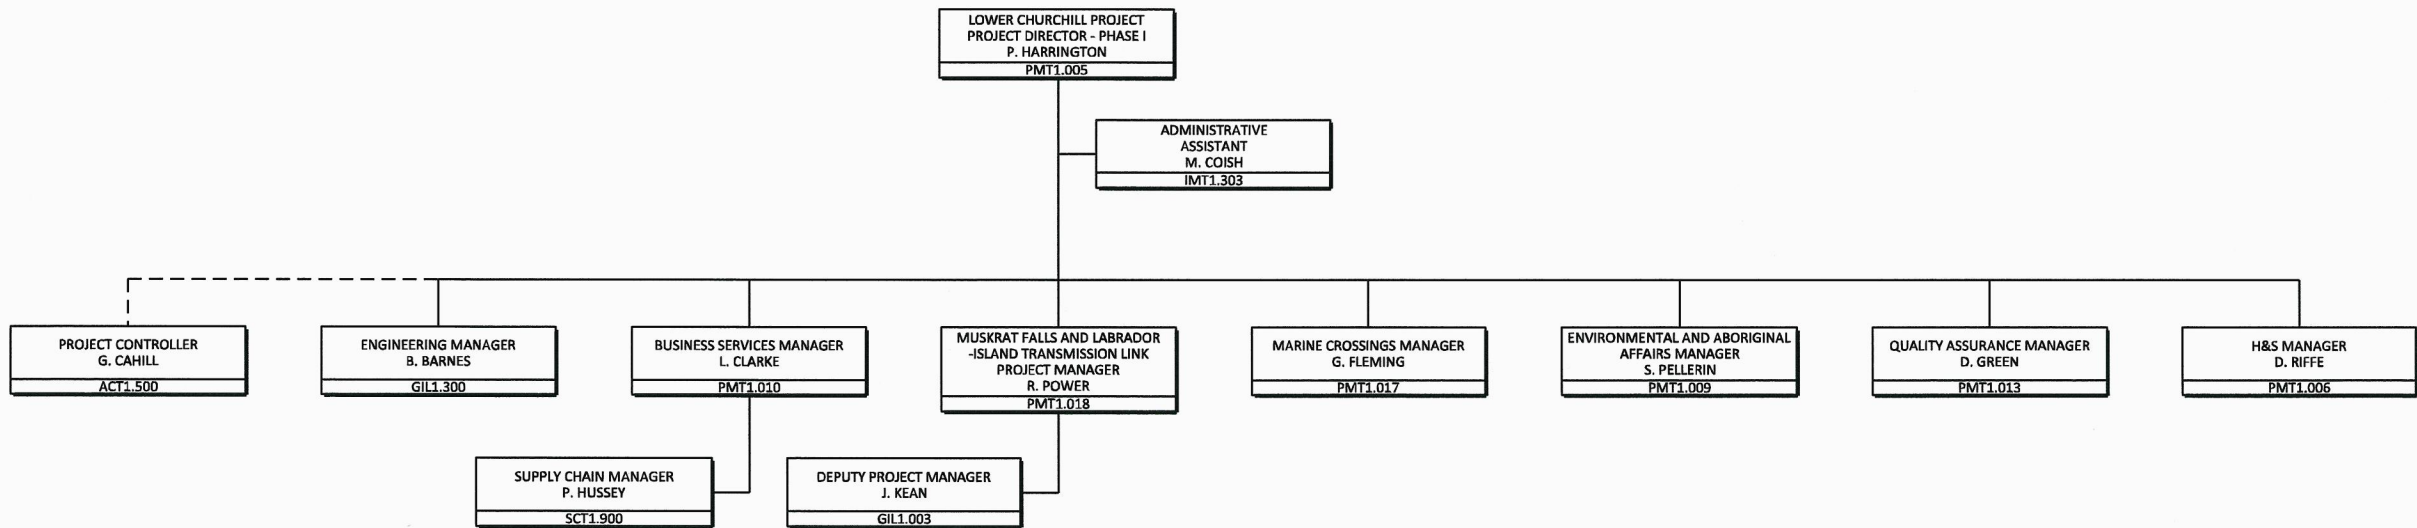 LOWER CHURCHILL PROJECT
PROJECT DIRECTOR - PHASE I
P. HARRINGTON
PMT1.005
ADMINISTRATIVE
ASSISTANT
M. COISH
IMT1.303
PROJECT CONTROLLER
G. CAHILL
ACT1.500
ENGINEERING MANAGER
B. BARNES
GIL1.300
BUSINESS SERVICES MANAGER
L. CLARKE
PMT1.010
MUSKRAT FALLS AND LABRADOR
-ISLAND TRANSMISSION LINK
PROJECT MANAGER
R. POWER
PMT1.018
MARINE CROSSINGS MANAGER
G. FLEMING
PMT1.017
ENVIRONMENTAL AND ABORIGINAL
AFFAIRS MANAGER
S. PELLERIN
PMT1.009
QUALITY ASSURANCE MANAGER
D. GREEN
PMT1.013
H&S MANAGER
D. RIFFE
PMT1.006
SUPPLY CHAIN MANAGER
P. HUSSEY
SCT1.900
DEPUTY PROJECT MANAGER
J. KEAN
GIL1.003